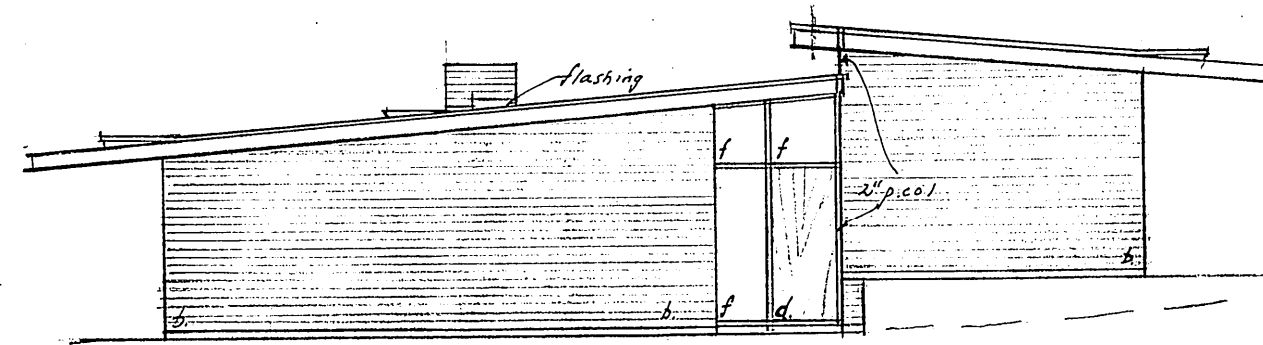 flashing
f f
2" p. col
b.
b. b. f d.